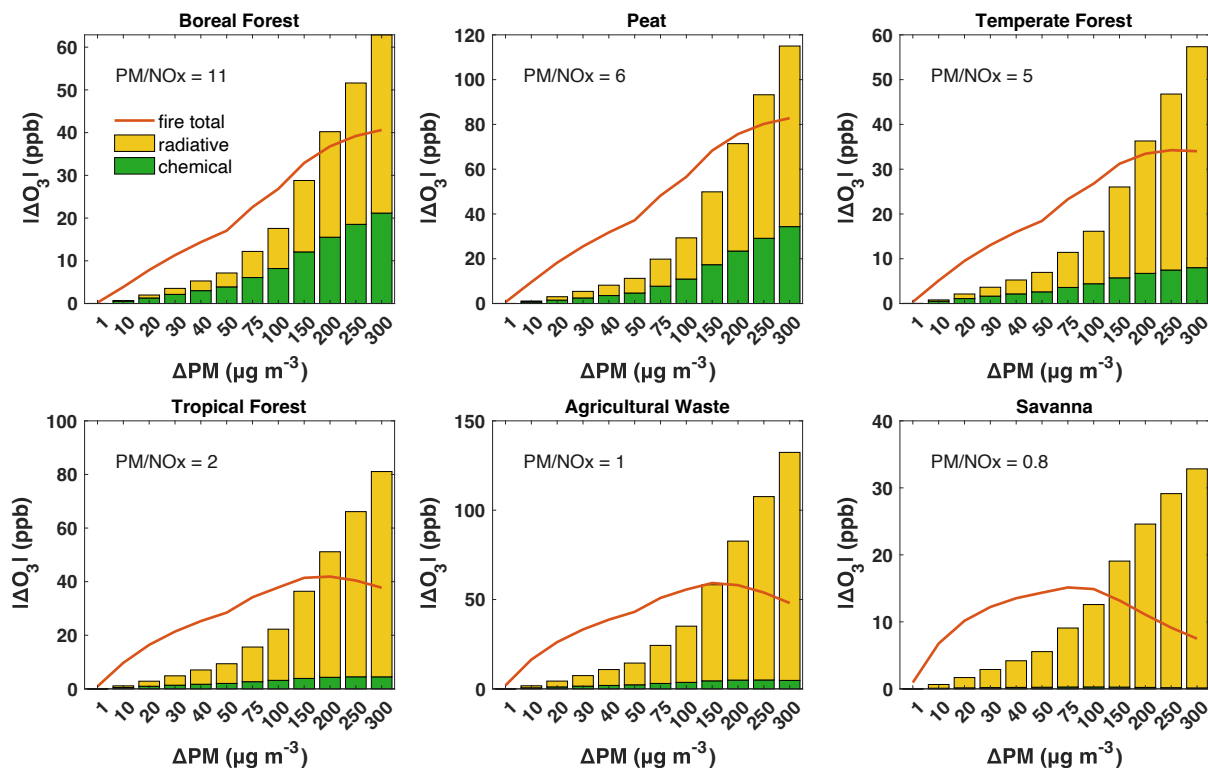 Boreal Forest
PM/NOx = 11
fire total
radiative
chemical
|ΔO₃| (ppb)
60
50
40
30
20
10
0
1 10 20 30 40 50 75 100 150 200 250 300
ΔPM (µg m⁻³)
Peat
PM/NOx = 6
|ΔO₃| (ppb)
120
100
80
60
40
20
0
1 10 20 30 40 50 75 100 150 200 250 300
ΔPM (µg m⁻³)
Temperate Forest
PM/NOx = 5
|ΔO₃| (ppb)
60
50
40
30
20
10
0
1 10 20 30 40 50 75 100 150 200 250 300
ΔPM (µg m⁻³)
Tropical Forest
PM/NOx = 2
|ΔO₃| (ppb)
100
80
60
40
20
0
1 10 20 30 40 50 75 100 150 200 250 300
ΔPM (µg m⁻³)
Agricultural Waste
PM/NOx = 1
|ΔO₃| (ppb)
150
100
50
0
1 10 20 30 40 50 75 100 150 200 250 300
ΔPM (µg m⁻³)
Savanna
PM/NOx = 0.8
|ΔO₃| (ppb)
40
30
20
10
0
1 10 20 30 40 50 75 100 150 200 250 300
ΔPM (µg m⁻³)